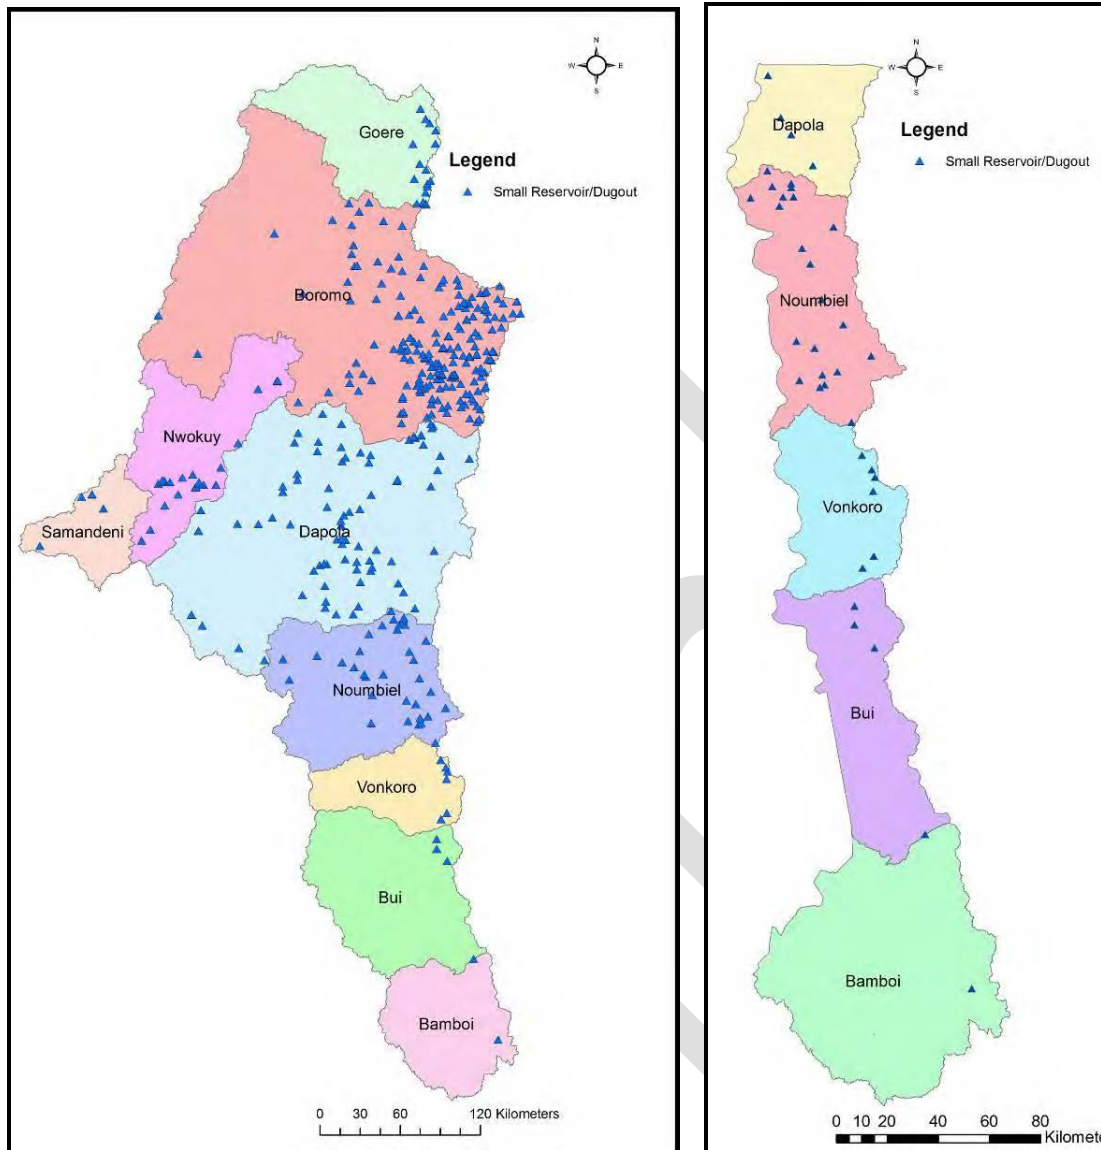 N
W E
S
Goere
Legend
Small Reservoir/Dugout
Boromo
Nwokuy
Samandeni
Dapola
Noumbiel
Vonkoro
Bui
Bamboi
0 30 60 120 Kilometers
N
W E
S
Dapola
Legend
Small Reservoir/Dugout
Noumbiel
Vonkoro
Bui
Bamboi
0 20 40 60 80
Kilomete